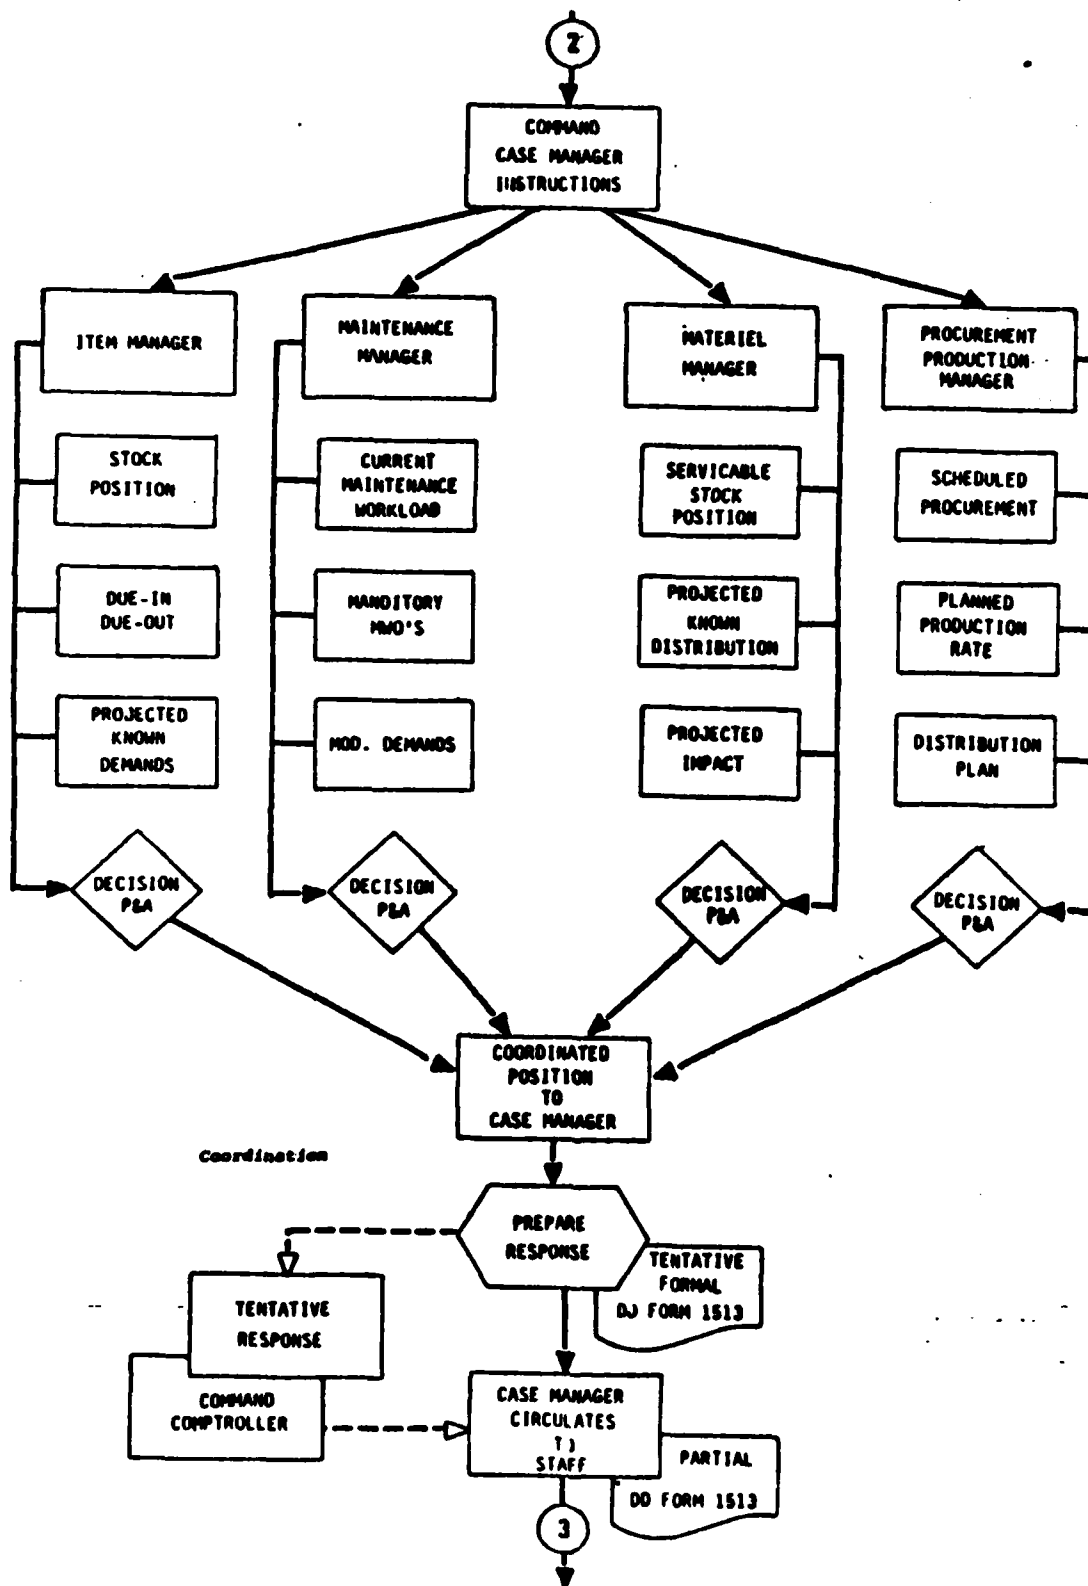 2
COMMAND
CASE MANAGER
INSTRUCTIONS
ITEM MANAGER
MAINTENANCE
MANAGER
MATERIEL
MANAGER
PROCUREMENT
PRODUCTION
MANAGER
STOCK
POSITION
CURRENT
MAINTENANCE
WORKLOAD
SERVICABLE
STOCK
POSITION
SCHEDULED
PROCUREMENT
DUE-IN
DUE-OUT
MANDITORY
MWO'S
PROJECTED
KNOWN
DISTRIBUTION
PLANNED
PRODUCTION
RATE
PROJECTED
KNOWN
DEMANDS
MOD. DEMANDS
PROJECTED
IMPACT
DISTRIBUTION
PLAN
DECISION
P&A
DECISION
P&A
DECISION
P&A
DECISION
P&A
COORDINATED
POSITION
TO
CASE MANAGER
Coordination
PREPARE
RESPONSE
TENTATIVE
FORMAL
DD FORM 1513
TENTATIVE
RESPONSE
COMMAND
COMPTROLLER
CASE MANAGER
CIRCULATES
TO
STAFF
PARTIAL
DD FORM 1513
3